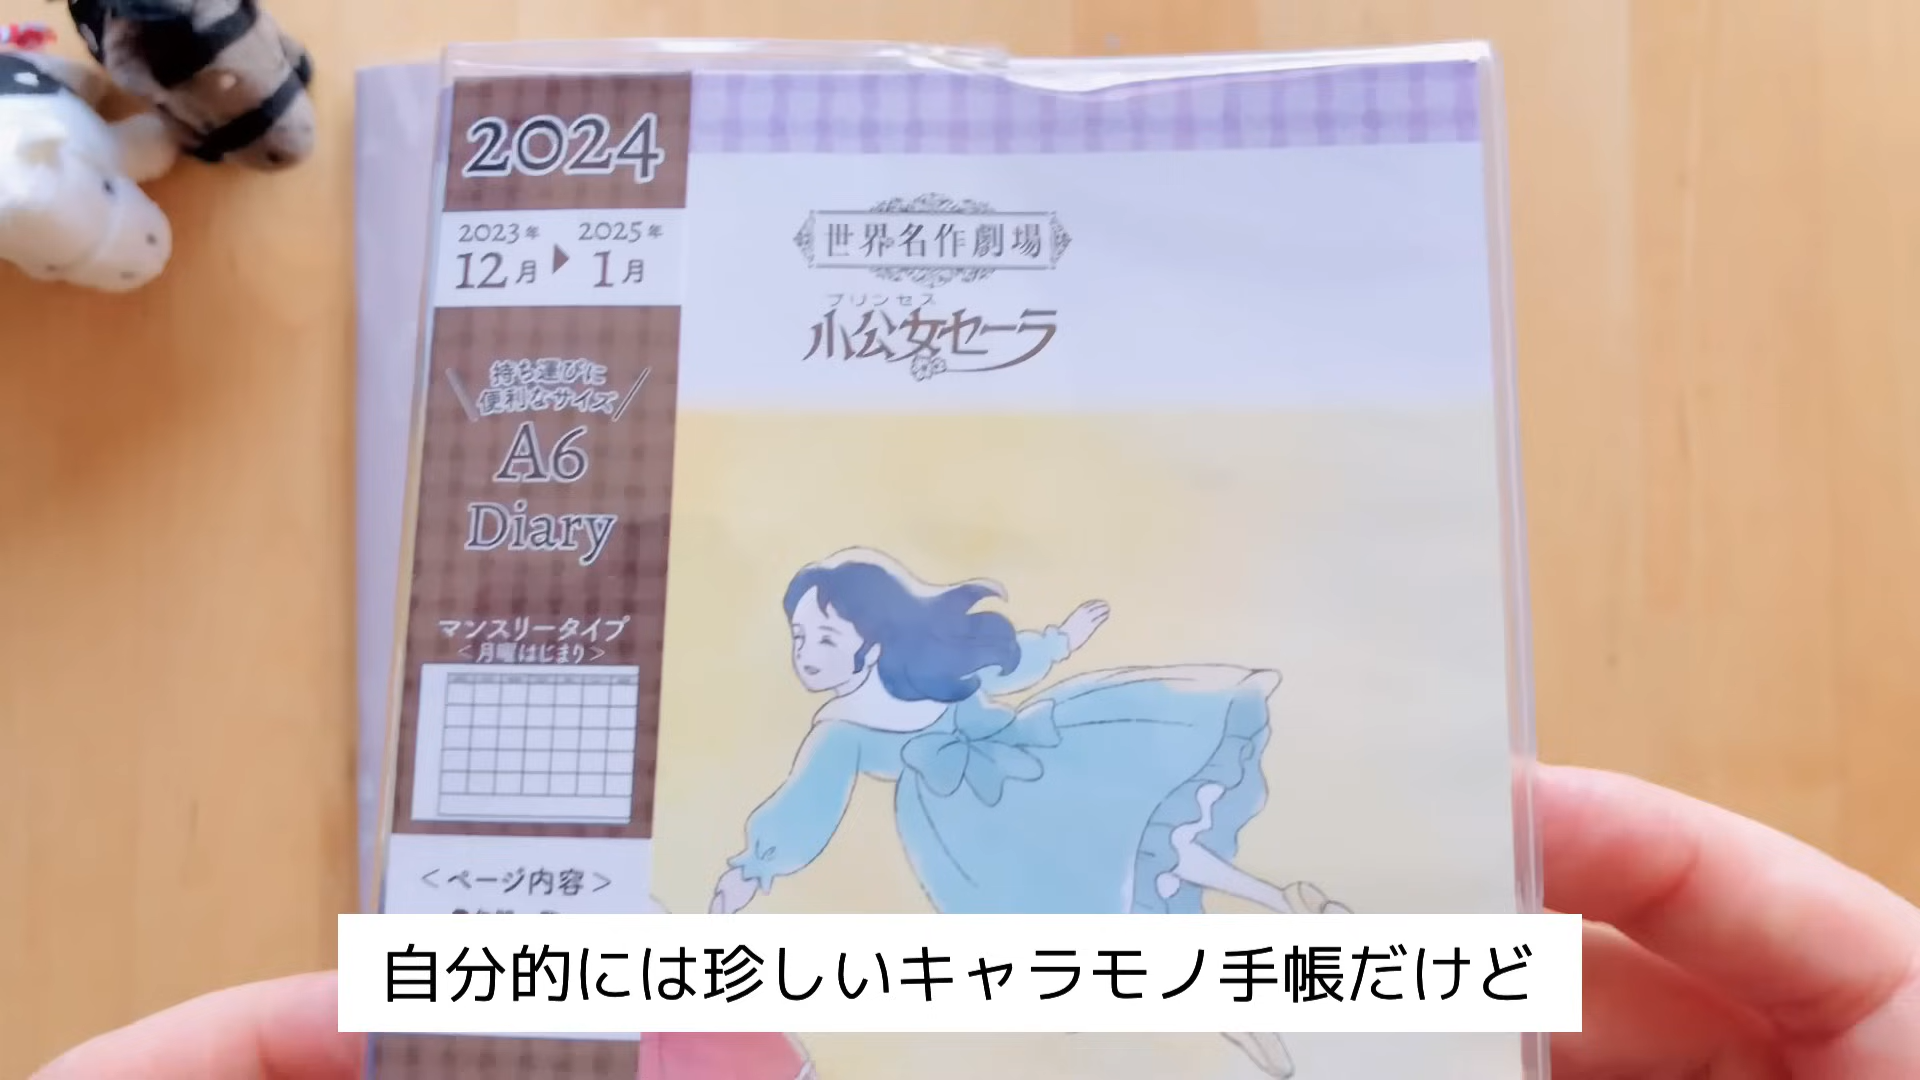 2024
2023年 12月 ▶ 2025年 1月
持ち運びに
便利なサイズ
A6
Diary
マンスリータイプ
<月曜はじまり>
<ページ内容>
世界名作劇場
プリンセス
小公女セーラ
自分的には珍しいキャラモノ手帳だけど